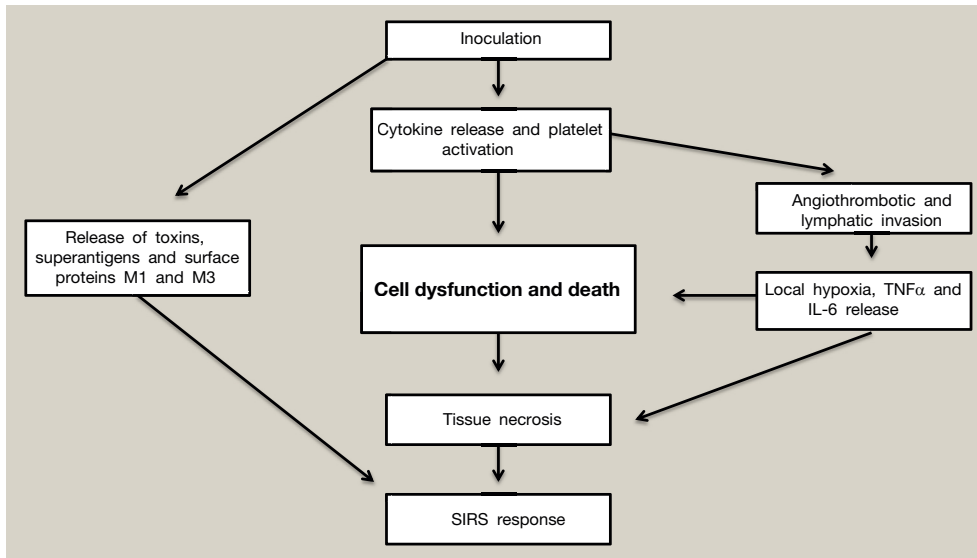 Inoculation
Cytokine release and platelet
activation
Angiothrombotic and
lymphatic invasion
Release of toxins,
superantigens and surface
proteins M1 and M3
Cell dysfunction and death
Local hypoxia, TNFα and
IL-6 release
Tissue necrosis
SIRS response